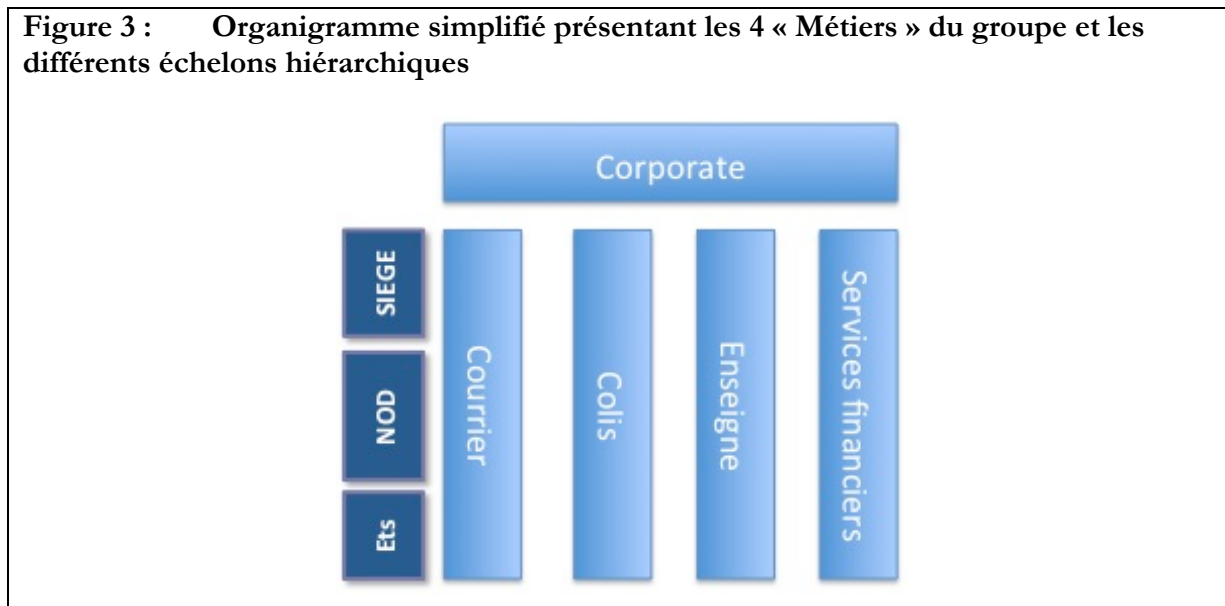 Figure 3 : Organigramme simplifié présentant les 4 « Métiers » du groupe et les
différents échelons hiérarchiques
Corporate
SIEGE
NOD
Ets
Courrier
Colis
Enseigne
Services financiers